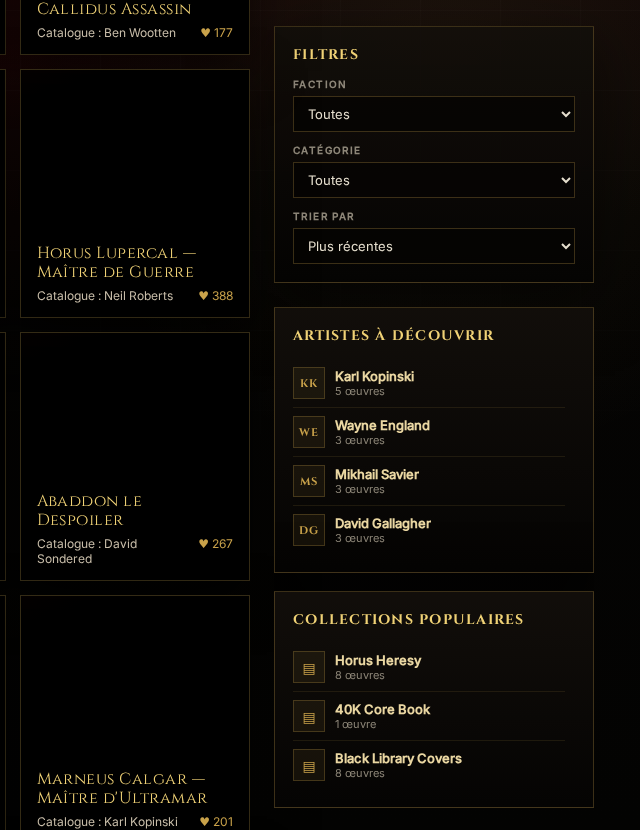 Callidus Assassin
Catalogue : Ben Wootten ♥ 177
Horus Lupercal —
Maître de Guerre
Catalogue : Neil Roberts ♥ 388
Abaddon le
Despoiler
Catalogue : David
Sondered
♥ 267
Marneus Calgar —
Maître d'Ultramar
Catalogue : Karl Kopinski ♥ 201
FILTRES
FACTION
Toutes
CATÉGORIE
Toutes
TRIER PAR
Plus récentes
ARTISTES À DÉCOUVRIR
KK
Karl Kopinski
5 œuvres
WE
Wayne England
3 œuvres
MS
Mikhail Savier
3 œuvres
DG
David Gallagher
3 œuvres
COLLECTIONS POPULAIRES
Horus Heresy
8 œuvres
40K Core Book
1 œuvre
Black Library Covers
8 œuvres